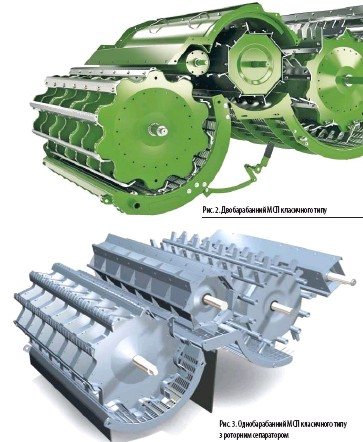 Рис. 2. Двобарабанний МСП класичного типу
Рис. 3. Однобарабанний МСП класичного типу
з роторним сепаратором